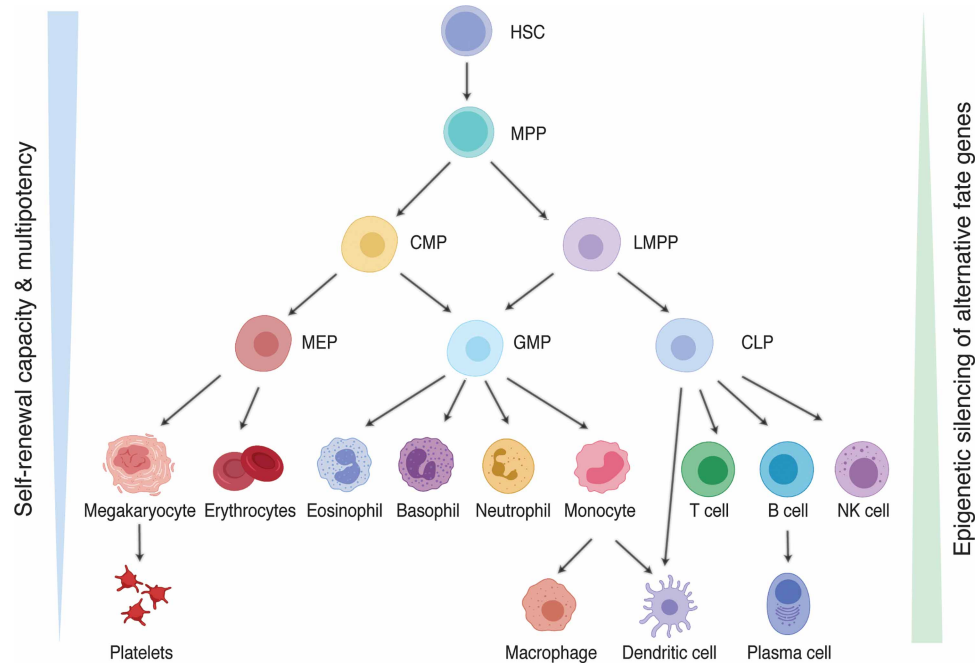 HSC
MPP
CMP
LMPP
MEP
GMP
CLP
Megakaryocyte
Erythrocytes
Eosinophil
Basophil
Neutrophil
Monocyte
T cell
B cell
NK cell
Platelets
Macrophage
Dendritic cell
Plasma cell
Self-renewal capacity & multipotency
Epigenetic silencing of alternative fate genes